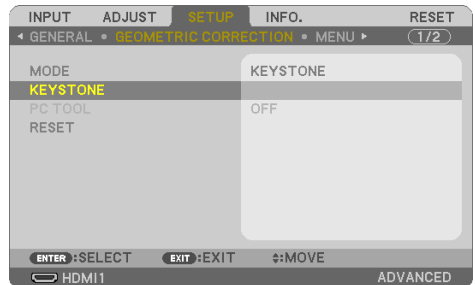 INPUT ADJUST SETUP INFO. RESET
◂ GENERAL • GEOMETRIC CORRECTION • MENU ▸ 1/2
MODE KEYSTONE
KEYSTONE
PC TOOL OFF
RESET
ENTER :SELECT EXIT :EXIT ♦:MOVE
HDMI1 ADVANCED